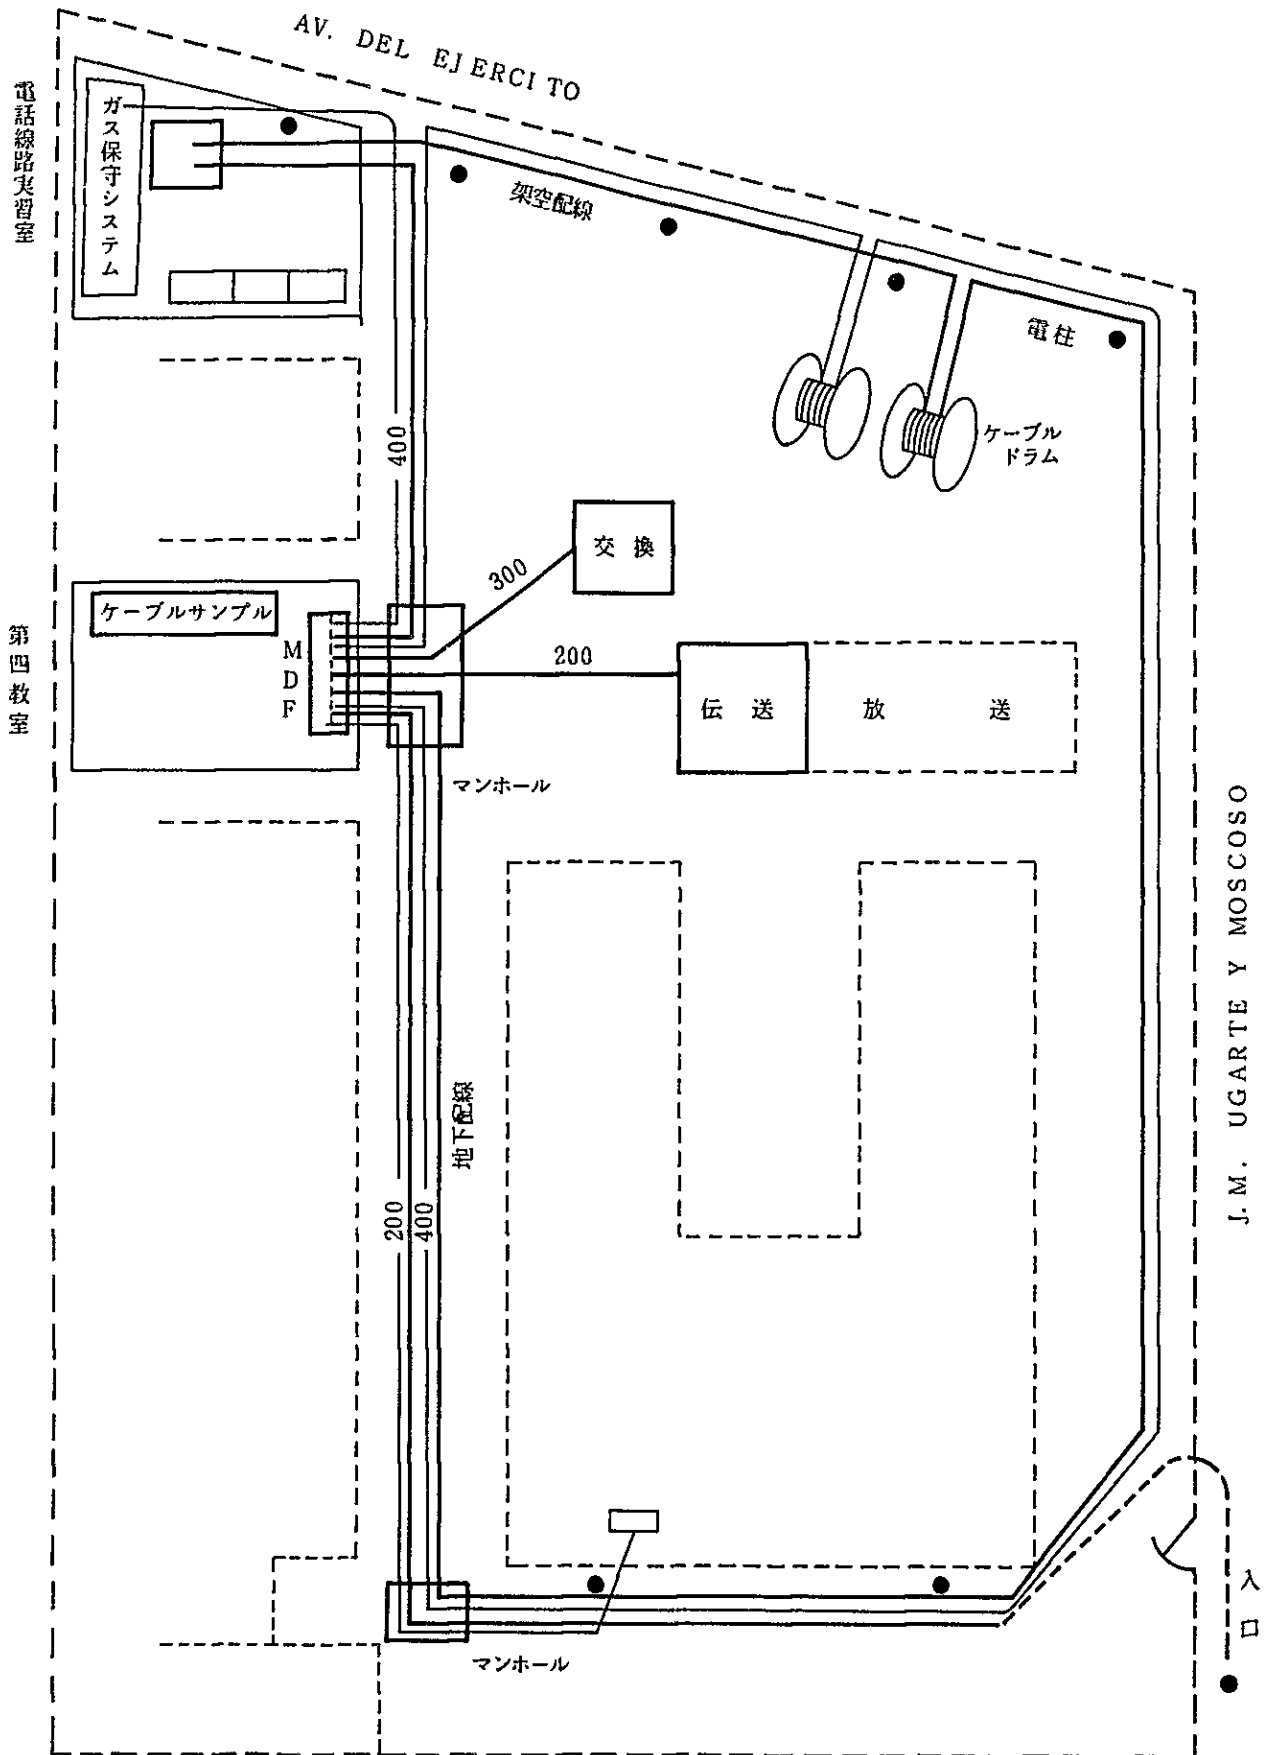 AV. DEL EJERCITO
電話線路実習室
ガス保守システム
架空配線
電柱
ケーブル
ドラム
400
交換
300
ケーブルサンプル
第四教室
M
D
F
200
伝送
放送
マンホール
J.M. UGARTE Y MOSCOSO
地下配線
200
400
入口
マンホール